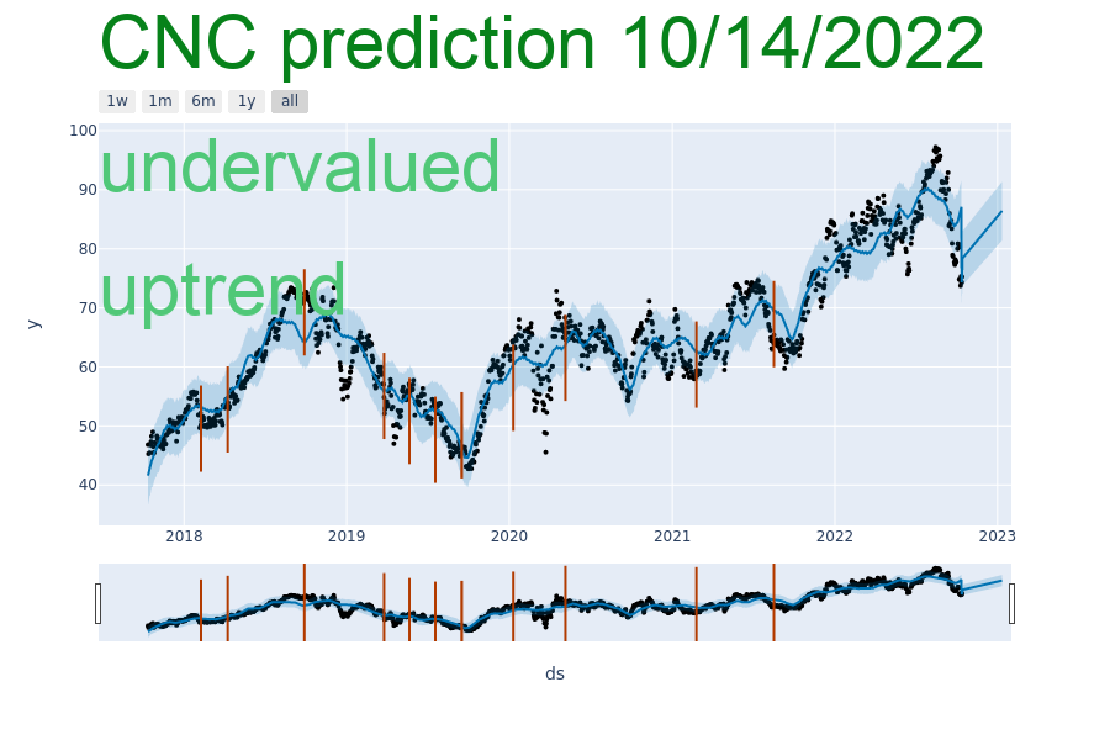 CNC prediction 10/14/2022
1w 1m 6m 1y all
100
undervalued
90
80
uptrend
70
y
60
50
40
2018 2019 2020 2021 2022 2023
ds